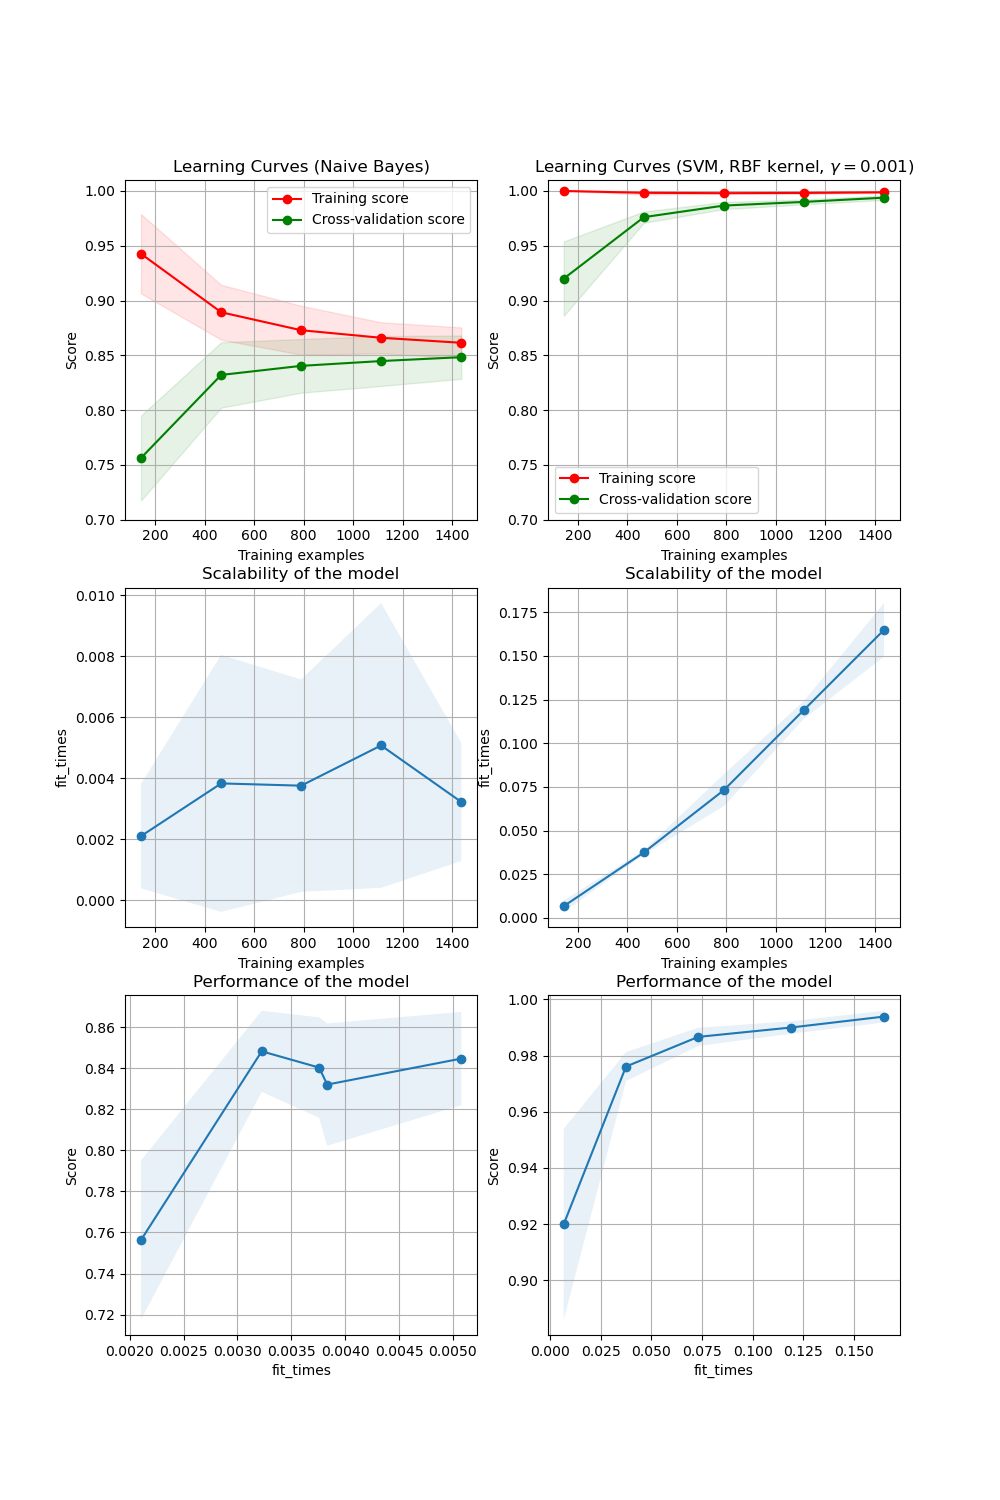 Learning Curves (Naive Bayes)
Score
1.00
0.95
0.90
0.85
0.80
0.75
0.70
Training score
Cross-validation score
200 400 600 800 1000 1200 1400
Training examples
Learning Curves (SVM, RBF kernel, γ = 0.001)
Score
1.00
0.95
0.90
0.85
0.80
0.75
0.70
Training score
Cross-validation score
200 400 600 800 1000 1200 1400
Training examples
Scalability of the model
fit_times
0.010
0.008
0.006
0.004
0.002
0.000
200 400 600 800 1000 1200 1400
Training examples
Scalability of the model
fit_times
0.175
0.150
0.125
0.100
0.075
0.050
0.025
0.000
200 400 600 800 1000 1200 1400
Training examples
Performance of the model
Score
0.86
0.84
0.82
0.80
0.78
0.76
0.74
0.72
0.0020 0.0025 0.0030 0.0035 0.0040 0.0045 0.0050
fit_times
Performance of the model
Score
1.00
0.98
0.96
0.94
0.92
0.90
0.000 0.025 0.050 0.075 0.100 0.125 0.150
fit_times